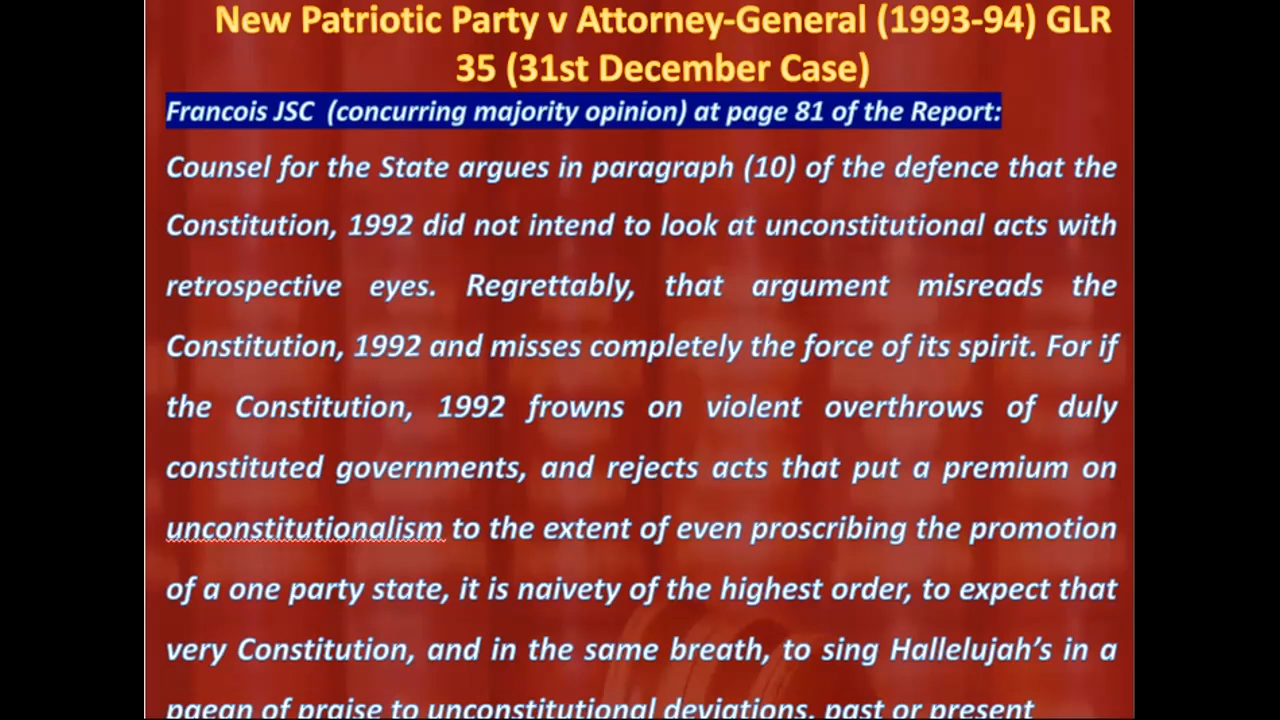 New Patriotic Party v Attorney-General (1993-94) GLR
35 (31st December Case)
Francois JSC (concurring majority opinion) at page 81 of the Report:
Counsel for the State argues in paragraph (10) of the defence that the
Constitution, 1992 did not intend to look at unconstitutional acts with
retrospective eyes. Regrettably, that argument misreads the
Constitution, 1992 and misses completely the force of its spirit. For if
the Constitution, 1992 frowns on violent overthrows of duly
constituted governments, and rejects acts that put a premium on
unconstitutionalism to the extent of even proscribing the promotion
of a one party state, it is naivety of the highest order, to expect that
very Constitution, and in the same breath, to sing Hallelujah’s in a
paean of praise to unconstitutional deviations, past or present